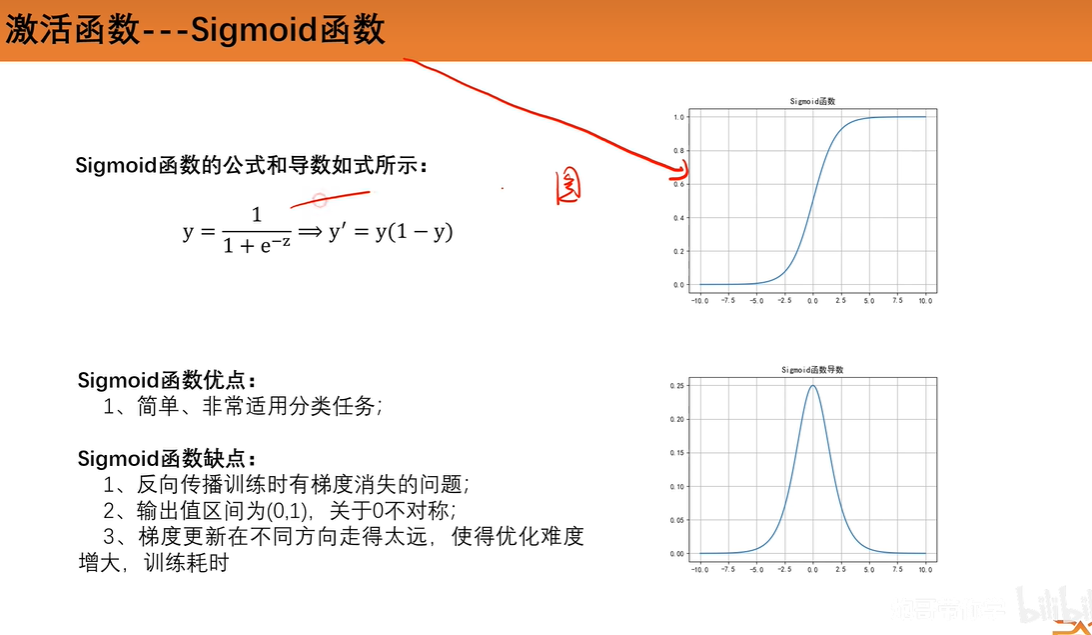 激活函数---Sigmoid函数
Sigmoid函数的公式和导数如式所示：
y = 1 / (1 + e^−z) ⟹ y′ = y(1 − y)
图
Sigmoid函数
1.0
0.8
0.6
0.4
0.2
0.0
-10.0 -7.5 -5.0 -2.5 0.0 2.5 5.0 7.5 10.0
Sigmoid函数优点：
1、简单、非常适用分类任务；
Sigmoid函数缺点：
1、反向传播训练时有梯度消失的问题；
2、输出值区间为(0,1)，关于0不对称；
3、梯度更新在不同方向走得太远，使得优化难度
增大，训练耗时
Sigmoid函数导数
0.25
0.20
0.15
0.10
0.05
0.00
-10.0 -7.5 -5.0 -2.5 0.0 2.5 5.0 7.5 10.0
bilibili